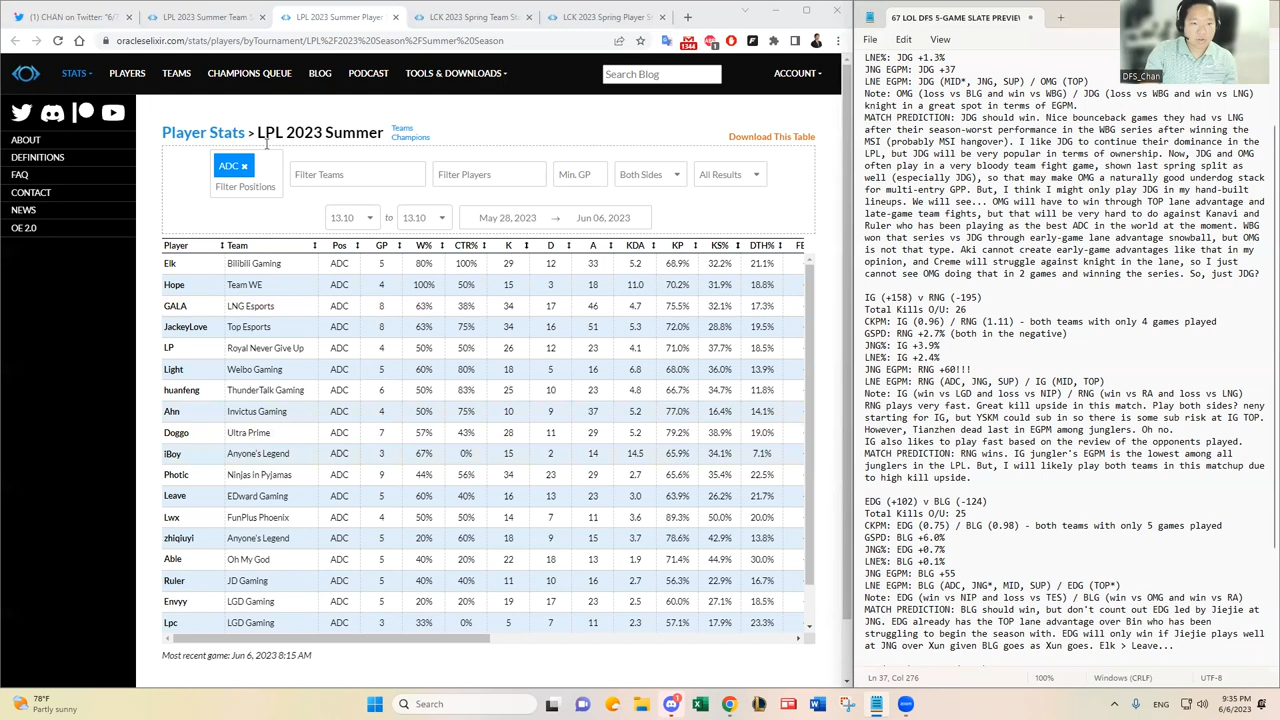 (1) CHAN on Twitter: "6/7
LPL 2023 Summer Team S
LPL 2023 Summer Player
LCK 2023 Spring Team Sta
LCK 2023 Spring Player S
oracleselixir.com/stats/players/byTournament/LPL%2F2023%20Season%2FSummer%20Season
STATS
PLAYERS
TEAMS
CHAMPIONS QUEUE
BLOG
PODCAST
TOOLS & DOWNLOADS
Search Blog
ACCOUNT
ABOUT
DEFINITIONS
FAQ
CONTACT
NEWS
OE 2.0
Player Stats > LPL 2023 Summer
Teams
Champions
Download This Table
ADC ×
Filter Positions
Filter Teams
Filter Players
Min. GP
Both Sides
All Results
13.10 to 13.10 May 28, 2023 → Jun 06, 2023
Player Team Pos GP W% CTR% K D A KDA KP KS% DTH% FE
Elk Bilibili Gaming ADC 5 80% 100% 29 12 33 5.2 68.9% 32.2% 21.1%
Hope Team WE ADC 4 100% 50% 15 3 18 11.0 70.2% 31.9% 18.8%
GALA LNG Esports ADC 8 63% 38% 34 17 46 4.7 75.5% 32.1% 17.3%
JackeyLove Top Esports ADC 8 63% 75% 34 16 51 5.3 72.0% 28.8% 19.5%
LP Royal Never Give Up ADC 4 50% 50% 26 12 23 4.1 71.0% 37.7% 18.5%
Light Weibo Gaming ADC 5 60% 80% 18 5 16 6.8 68.0% 36.0% 13.9%
huanfeng ThunderTalk Gaming ADC 6 50% 83% 25 10 23 4.8 66.7% 34.7% 11.8%
Ahn Invictus Gaming ADC 4 50% 75% 10 9 37 5.2 77.0% 16.4% 14.1%
Doggo Ultra Prime ADC 7 57% 43% 28 11 29 5.2 79.2% 38.9% 19.0%
iBoy Anyone's Legend ADC 3 67% 0% 15 2 14 14.5 65.9% 34.1% 7.1%
Photic Ninjas in Pyjamas ADC 9 44% 56% 34 23 29 2.7 65.6% 35.4% 22.5%
Leave EDward Gaming ADC 5 60% 40% 16 13 23 3.0 63.9% 26.2% 21.7%
Lwx FunPlus Phoenix ADC 4 50% 50% 14 7 11 3.6 89.3% 50.0% 20.0%
zhiqiuyi Anyone's Legend ADC 5 20% 60% 18 9 15 3.7 78.6% 42.9% 13.8%
Able Oh My God ADC 5 40% 40% 22 18 13 1.9 71.4% 44.9% 30.0%
Ruler JD Gaming ADC 5 40% 40% 11 10 16 2.7 56.3% 22.9% 16.7%
Envyy LGD Gaming ADC 5 20% 20% 19 17 23 2.5 60.0% 27.1% 18.5%
Lpc LGD Gaming ADC 3 33% 0% 5 7 11 2.3 57.1% 17.9% 23.3%
Most recent game: Jun 6, 2023 8:15 AM
67 LOL DFS 5-GAME SLATE PREVIEW
File Edit View
DFS_Chan
LNE%: JDG +1.3%
JNG EGPM: JDG +37
LNE EGPM: JDG (MID*, JNG, SUP) / OMG (TOP)
Note: OMG (loss vs BLG and win vs WBG) / JDG (loss vs WBG and win vs LNG)
knight in a great spot in terms of EGPM.
MATCH PREDICTION: JDG should win. Nice bounceback games they had vs LNG
after their season-worst performance in the WBG series after winning the
MSI (probably MSI hangover). I like JDG to continue their dominance in the
LPL, but JDG will be very popular in terms of ownership. Now, JDG and OMG
often play in a very bloody team fight game, shown last spring split as
well (especially JDG), so that may make OMG a naturally good underdog stack
for multi-entry GPP. But, I think I might only play JDG in my hand-built
lineups. We will see... OMG will have to win through TOP lane advantage and
late-game team fights, but that will be very hard to do against Kanavi and
Ruler who has been playing as the best ADC in the world at the moment. WBG
won that series vs JDG through early-game lane advantage snowball, but OMG
is not that type. Aki cannot create early-game advantages like that in my
opinion, and Creme will struggle against knight in the lane, so I just
cannot see OMG doing that in 2 games and winning the series. So, just JDG?
IG (+158) v RNG (-195)
Total Kills O/U: 26
CKPM: IG (0.96) / RNG (1.11) - both teams with only 4 games played
GSPD: RNG +2.7% (both in the negative)
JNG%: IG +3.9%
LNE%: IG +2.4%
JNG EGPM: RNG +60!!!
LNE EGPM: RNG (ADC, JNG, SUP) / IG (MID, TOP)
Note: IG (win vs LGD and loss vs NIP) / RNG (win vs RA and loss vs LNG)
RNG plays very fast. Great kill upside in this match. Play both sides? neny
starting for IG, but YSKM could sub in so there is some sub risk at IG TOP.
However, Tianzhen dead last in EGPM among junglers. Oh no.
IG also likes to play fast based on the review of the opponents played.
MATCH PREDICTION: RNG wins. IG jungler's EGPM is the lowest among all
junglers in the LPL. But, I will likely play both teams in this matchup due
to high kill upside.
EDG (+102) v BLG (-124)
Total Kills O/U: 25
CKPM: EDG (0.75) / BLG (0.98) - both teams with only 5 games played
GSPD: BLG +6.0%
JNG%: EDG +0.7%
LNE%: BLG +0.1%
JNG EGPM: BLG +55
LNE EGPM: BLG (ADC, JNG*, MID, SUP) / EDG (TOP*)
Note: EDG (win vs NIP and loss vs TES) / BLG (win vs OMG and win vs RA)
MATCH PREDICTION: BLG should win, but don't count out EDG led by Jiejie at
JNG. EDG already has the TOP lane advantage over Bin who has been
struggling to begin the season with. EDG will only win if Jiejie plays well
at JNG over Xun given BLG goes as Xun goes. Elk > Leave...
Ln 37, Col 276 100% Windows (CRLF) UTF-8
78°F
Partly sunny
Search
ENG
9:35 PM
6/6/2023